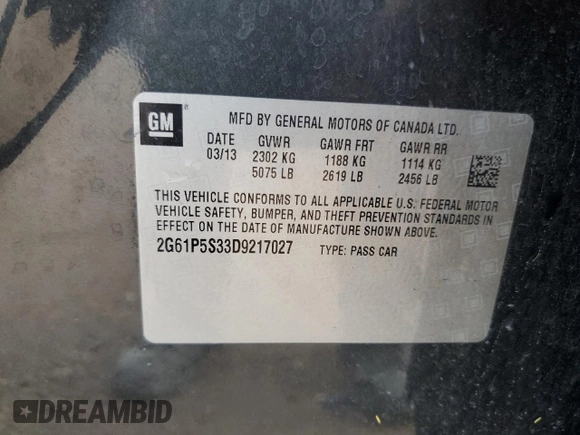 GM
MFD BY GENERAL MOTORS OF CANADA LTD.
DATE GVWR GAWR FRT GAWR RR
03/13 2302 KG 1188 KG 1114 KG
5075 LB 2619 LB 2456 LB
THIS VEHICLE CONFORMS TO ALL APPLICABLE U.S. FEDERAL MOTOR
VEHICLE SAFETY, BUMPER, AND THEFT PREVENTION STANDARDS IN
EFFECT ON THE DATE OF MANUFACTURE SHOWN ABOVE.
2G61P5S33D9217027 TYPE: PASS CAR
DREAMBID